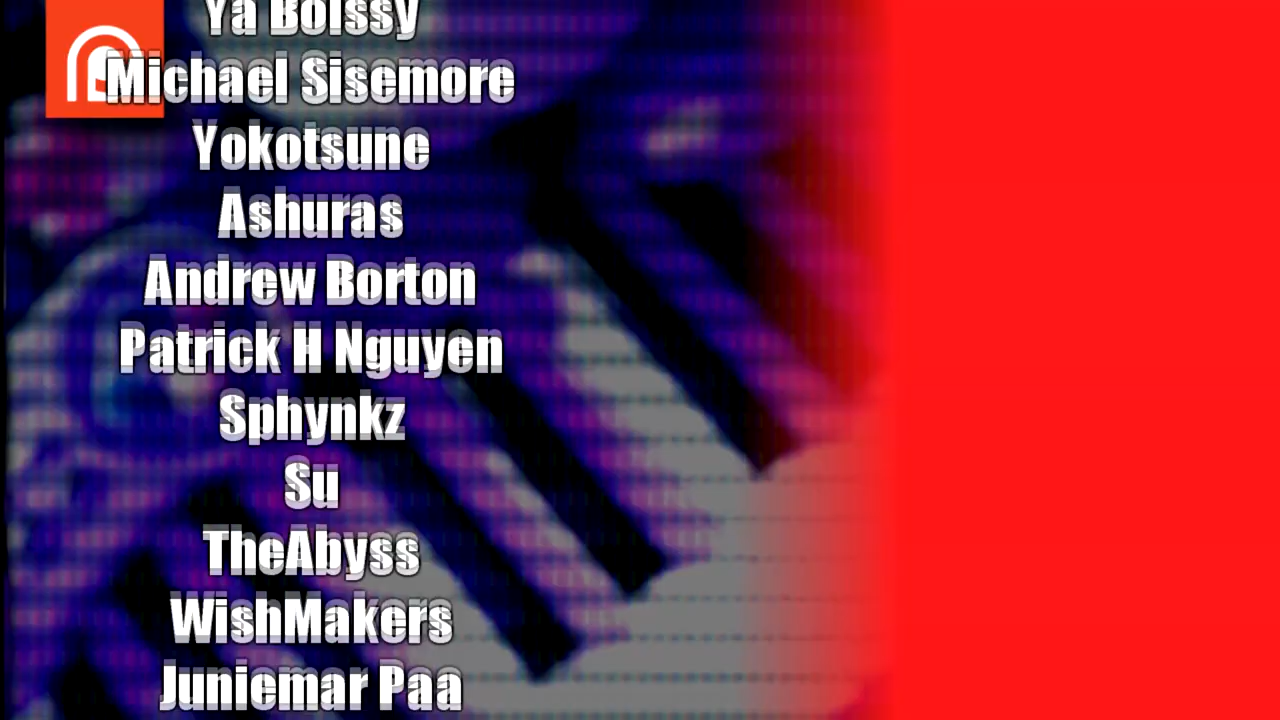 Ya Boissy
Michael Sisemore
Yokotsune
Ashuras
Andrew Borton
Patrick H Nguyen
Sphynkz
Su
TheAbyss
WishMakers
Juniemar Paa